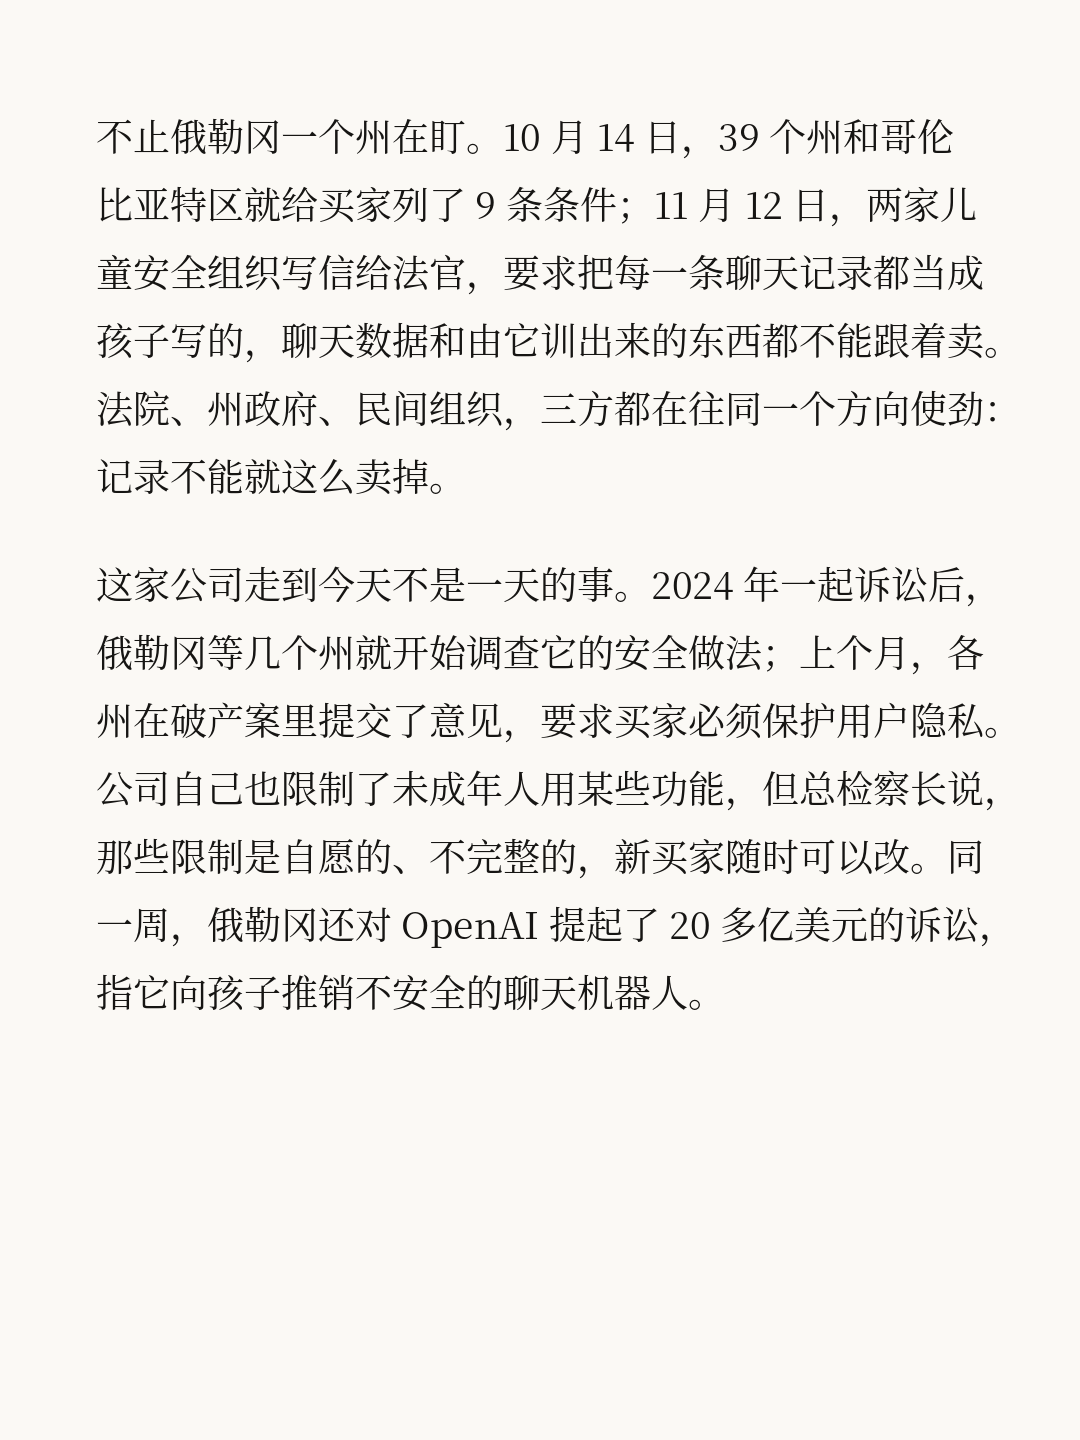 不止俄勒冈一个州在盯。10 月 14 日，39 个州和哥伦
比亚特区就给买家列了 9 条条件；11 月 12 日，两家儿
童安全组织写信给法官，要求把每一条聊天记录都当成
孩子写的，聊天数据和由它训出来的东西都不能跟着卖。
法院、州政府、民间组织，三方都在往同一个方向使劲：
记录不能就这么卖掉。
这家公司走到今天不是一天的事。2024 年一起诉讼后，
俄勒冈等几个州就开始调查它的安全做法；上个月，各
州在破产案里提交了意见，要求买家必须保护用户隐私。
公司自己也限制了未成年人用某些功能，但总检察长说，
那些限制是自愿的、不完整的，新买家随时可以改。同
一周，俄勒冈还对 OpenAI 提起了 20 多亿美元的诉讼，
指它向孩子推销不安全的聊天机器人。